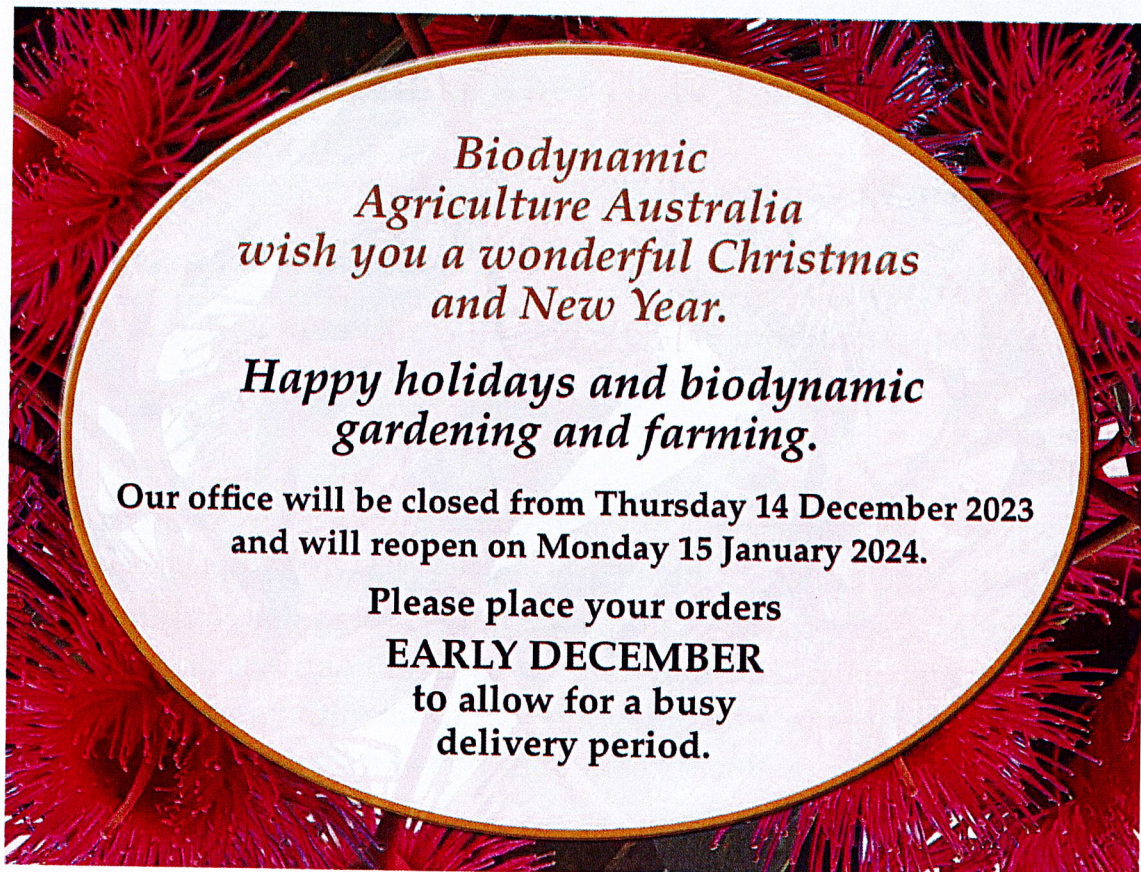 Biodynamic
Agriculture Australia
wish you a wonderful Christmas
and New Year.
Happy holidays and biodynamic
gardening and farming.
Our office will be closed from Thursday 14 December 2023
and will reopen on Monday 15 January 2024.
Please place your orders
EARLY DECEMBER
to allow for a busy
delivery period.